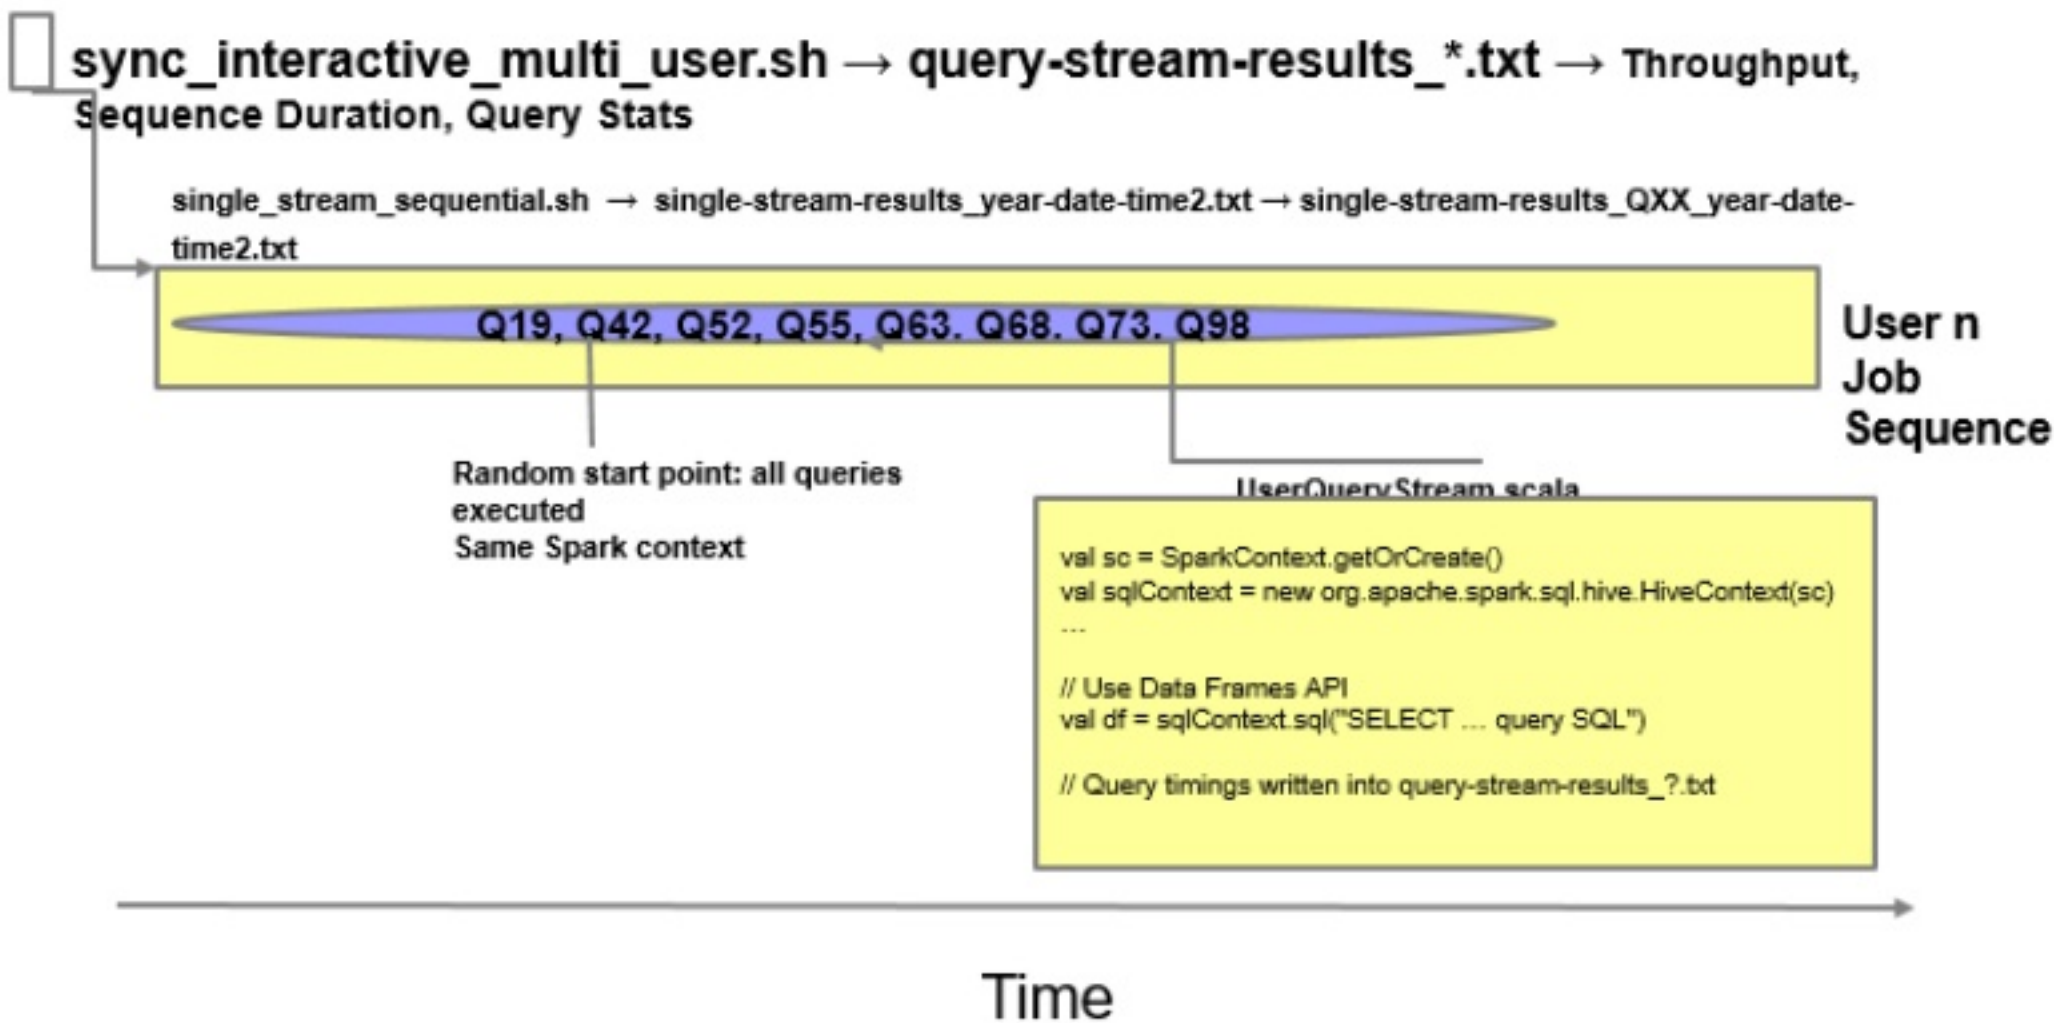 sync_interactive_multi_user.sh → query-stream-results_*.txt → Throughput,
Sequence Duration, Query Stats
single_stream_sequential.sh → single-stream-results_year-date-time2.txt → single-stream-results_QXX_year-date-
time2.txt
Q19, Q42, Q52, Q55, Q63. Q68. Q73. Q98
User n
Job
Sequence
Random start point: all queries
executed
Same Spark context
UserQueryStream.scala
val sc = SparkContext.getOrCreate()
val sqlContext = new org.apache.spark.sql.hive.HiveContext(sc)
...
// Use Data Frames API
val df = sqlContext.sql("SELECT ... query SQL")
// Query timings written into query-stream-results_?.txt
Time